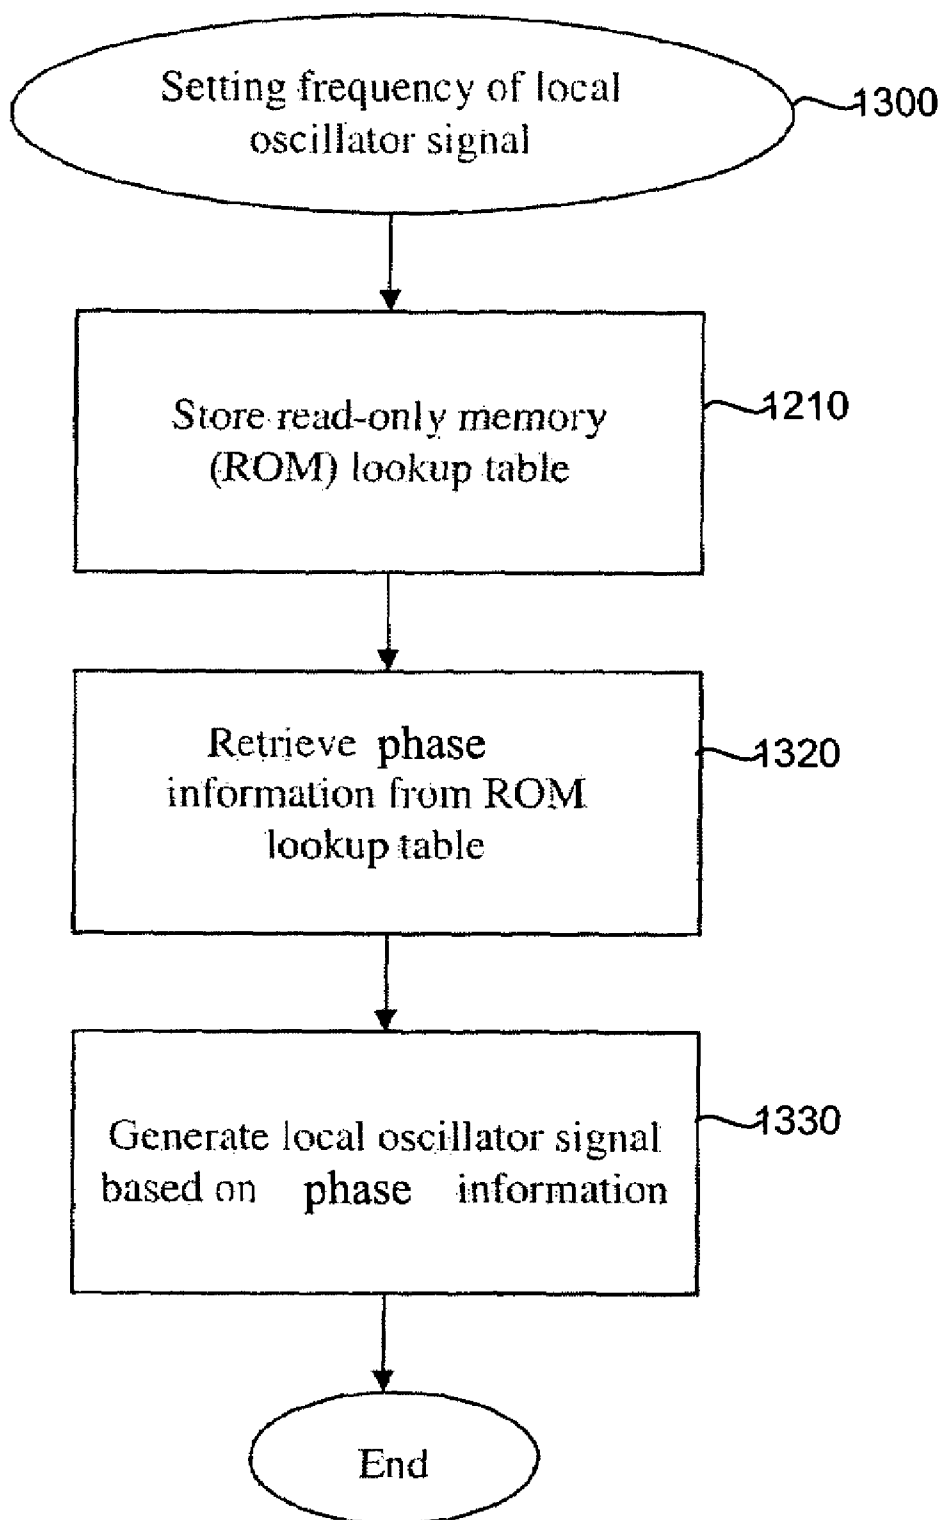 Setting frequency of local
oscillator signal
1300
Store read-only memory
(ROM) lookup table
1210
Retrieve phase
information from ROM
lookup table
1320
Generate local oscillator signal
based on phase information
1330
End